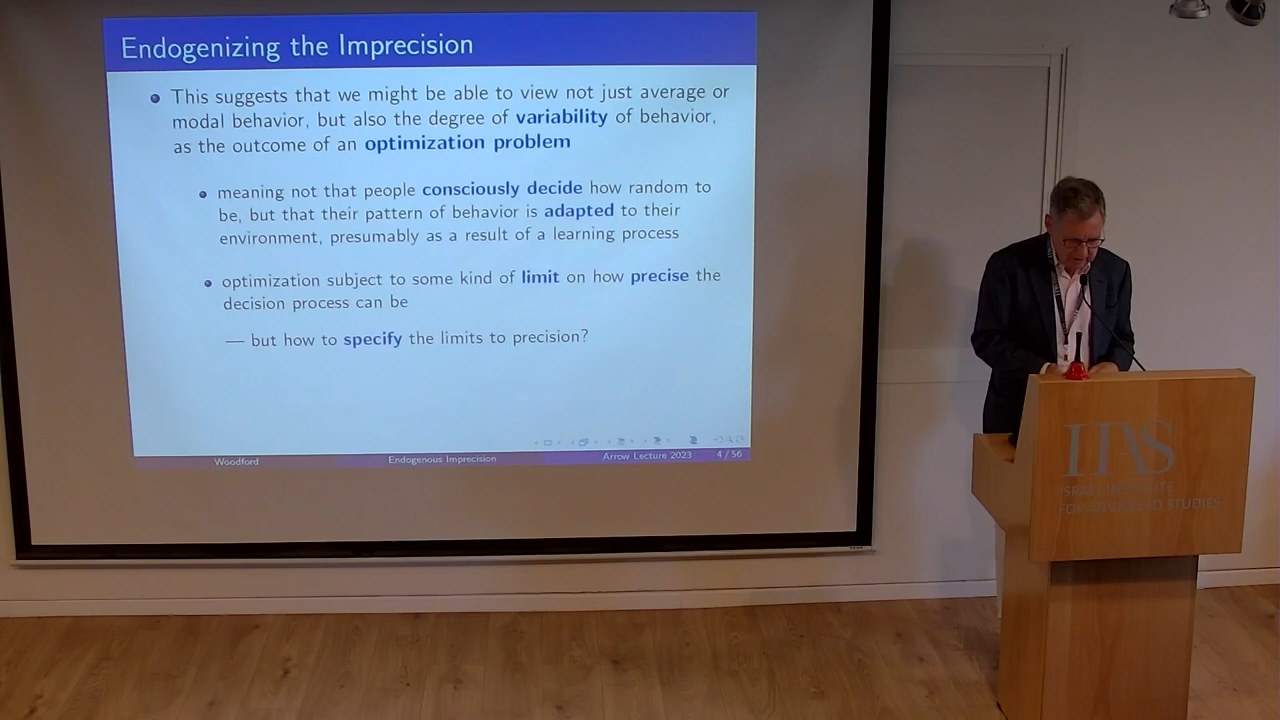 Endogenizing the Imprecision
This suggests that we might be able to view not just average or
modal behavior, but also the degree of variability of behavior,
as the outcome of an optimization problem
meaning not that people consciously decide how random to
be, but that their pattern of behavior is adapted to their
environment, presumably as a result of a learning process
optimization subject to some kind of limit on how precise the
decision process can be
— but how to specify the limits to precision?
Woodford
Endogenous Imprecision
Arrow Lecture 2023
4 / 56
IIAS
ISRAEL INSTITUTE
FOR ADVANCED STUDIES